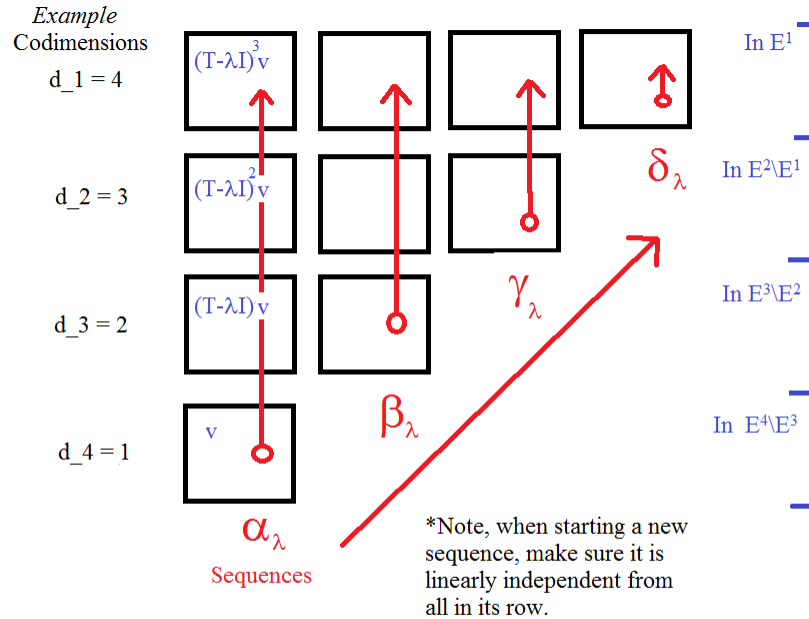 Example
Codimensions
d_1 = 4
(T-λI)³v
In E¹
d_2 = 3
(T-λI)²v
δ_λ
In E²\E¹
d_3 = 2
(T-λI) v
γ_λ
In E³\E²
d_4 = 1
v
β_λ
In E⁴\E³
α_λ
Sequences
*Note, when starting a new
sequence, make sure it is
linearly independent from
all in its row.